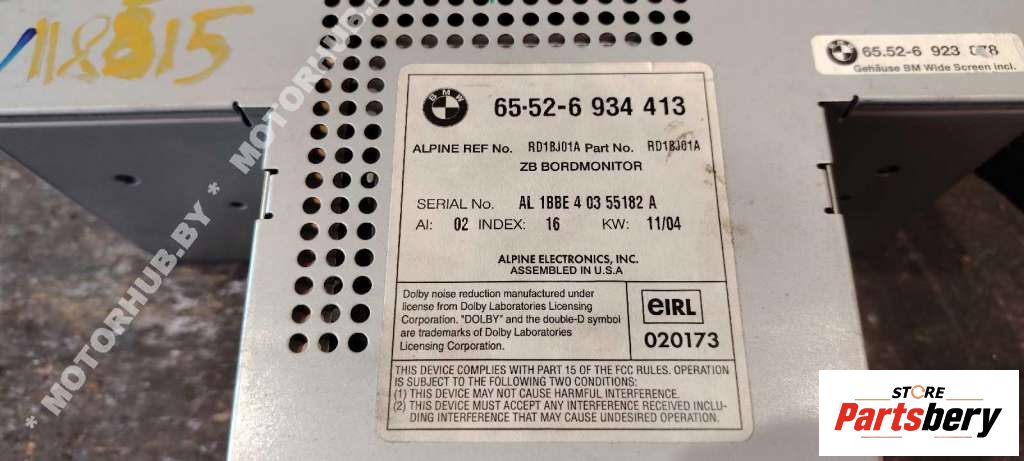 118515
65.52-6 923
Gehäuse BM Wide Screen incl.
BMW
65·52-6 934 413
ALPINE REF No. RD1BJ01A Part No. RD1BJ01A
ZB BORDMONITOR
SERIAL No. AL 1BBE 4 03 55182 A
AI: 02 INDEX: 16 KW: 11/04
ALPINE ELECTRONICS, INC.
ASSEMBLED IN U.S.A
Dolby noise reduction manufactured under
license from Dolby Laboratories Licensing
Corporation. "DOLBY" and the double-D symbol
are trademarks of Dolby Laboratories
Licensing Corporation.
eIRL
020173
THIS DEVICE COMPLIES WITH PART 15 OF THE FCC RULES. OPERATION
IS SUBJECT TO THE FOLLOWING TWO CONDITIONS:
(1) THIS DEVICE MAY NOT CAUSE HARMFUL INTERFERENCE.
(2) THIS DEVICE MUST ACCEPT ANY INTERFERENCE RECEIVED INCLU-
DING INTERFERENCE THAT MAY CAUSE UNDESIRED OPERATION.
* MOTORHUB.BY * MOTORHUB.BY
STORE
Partsbery